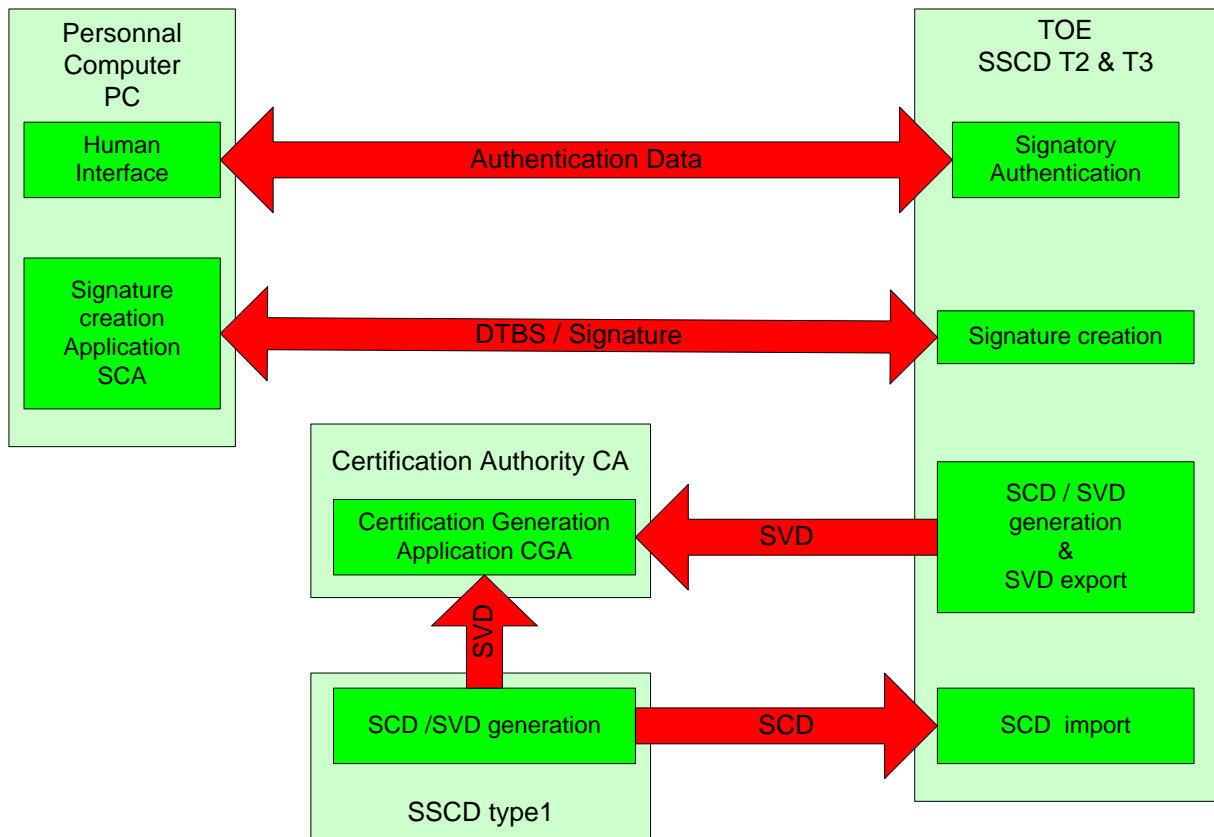 Personnal
Computer
PC
Human
Interface
Signature
creation
Application
SCA
TOE
SSCD T2 & T3
Authentication Data
Signatory
Authentication
DTBS / Signature
Signature creation
Certification Authority CA
Certification Generation
Application CGA
SVD
SCD / SVD
generation
&
SVD export
SVD
SCD /SVD generation
SCD
SCD import
SSCD type1